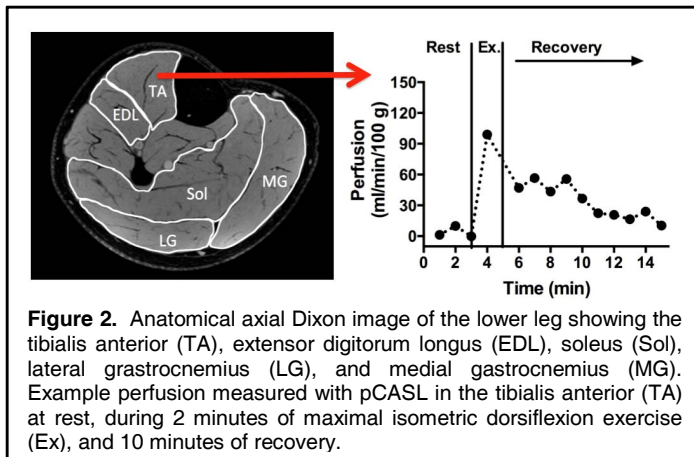 TA
EDL
Sol
MG
LG
Rest Ex. Recovery
Perfusion
(ml/min/100 g)
150
120
90
60
30
0
0 2 4 6 8 10 12 14
Time (min)
Figure 2. Anatomical axial Dixon image of the lower leg showing the
tibialis anterior (TA), extensor digitorum longus (EDL), soleus (Sol),
lateral grastrocnemius (LG), and medial gastrocnemius (MG).
Example perfusion measured with pCASL in the tibialis anterior (TA)
at rest, during 2 minutes of maximal isometric dorsiflexion exercise
(Ex), and 10 minutes of recovery.